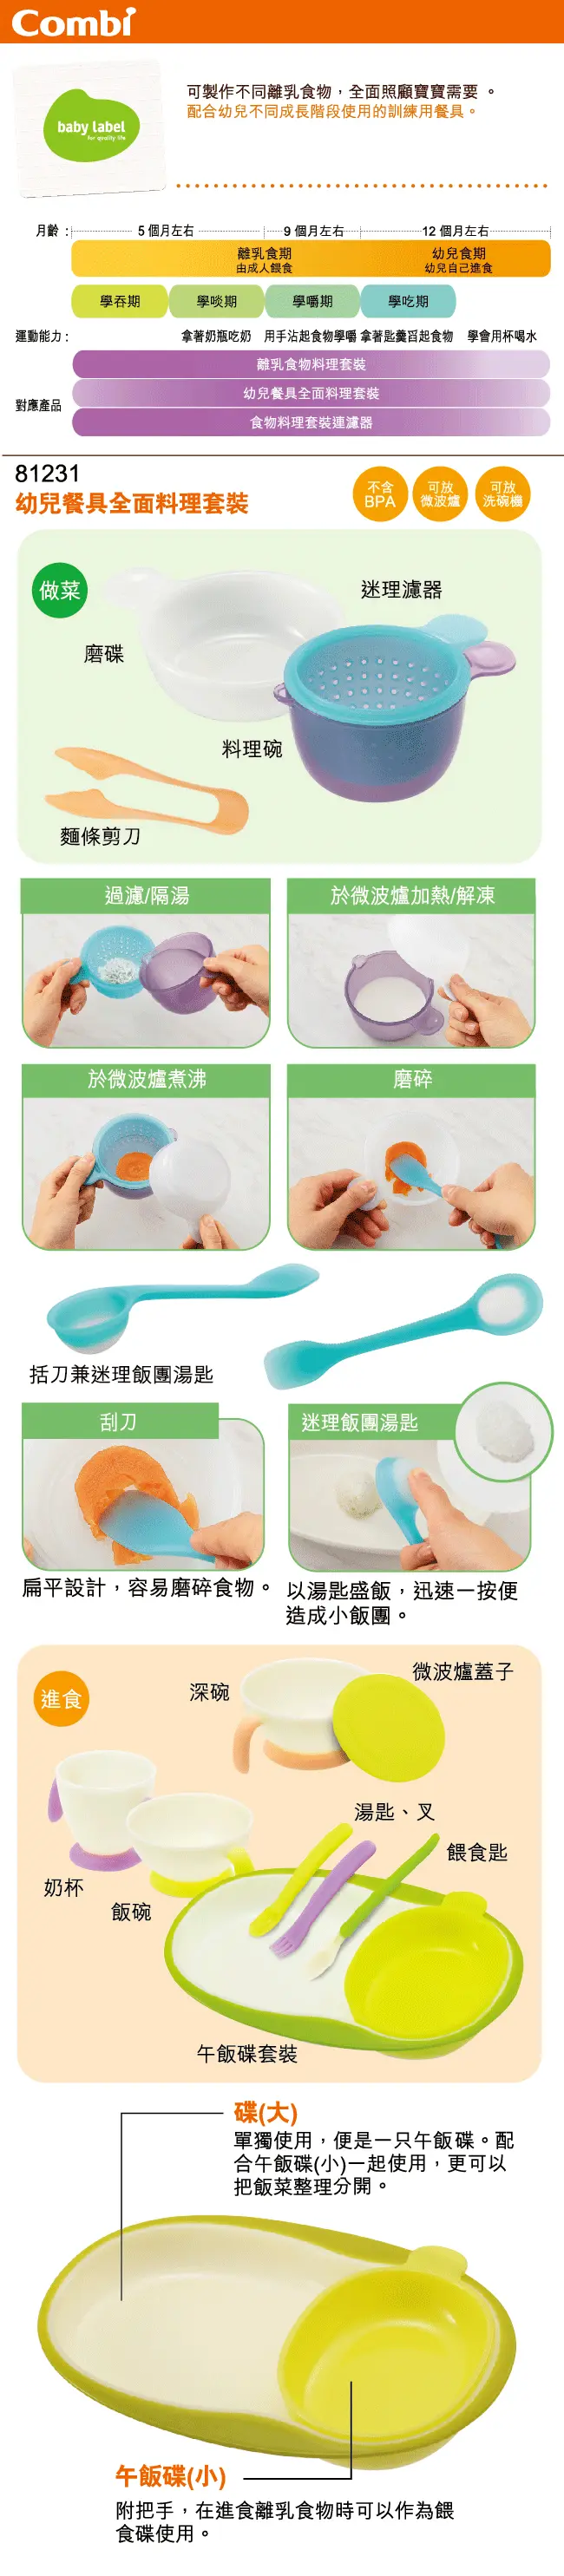 Combi
baby label
for quality life
可製作不同離乳食物，全面照顧寶寶需要 。
配合幼兒不同成長階段使用的訓練用餐具。
月齡 : 5 個月左右 9 個月左右 12 個月左右
離乳食期 幼兒食期
由成人餵食 幼兒自己進食
學吞期 學啖期 學嚼期 學吃期
運動能力 : 拿著奶瓶吃奶 用手沾起食物學嚼 拿著匙羹舀起食物 學會用杯喝水
離乳食物料理套裝
幼兒餐具全面料理套裝
對應產品
食物料理套裝連濾器
81231
幼兒餐具全面料理套裝
不含
BPA
可放
微波爐
可放
洗碗機
做菜
迷理濾器
磨碟
料理碗
麵條剪刀
過濾/隔湯
於微波爐加熱/解凍
於微波爐煮沸
磨碎
括刀兼迷理飯團湯匙
刮刀
迷理飯團湯匙
扁平設計，容易磨碎食物。
以湯匙盛飯，迅速一按便
造成小飯團。
進食
深碗
微波爐蓋子
湯匙、叉
餵食匙
奶杯
飯碗
午飯碟套裝
碟(大)
單獨使用，便是一只午飯碟。配
合午飯碟(小)一起使用，更可以
把飯菜整理分開。
午飯碟(小)
附把手，在進食離乳食物時可以作為餵
食碟使用。